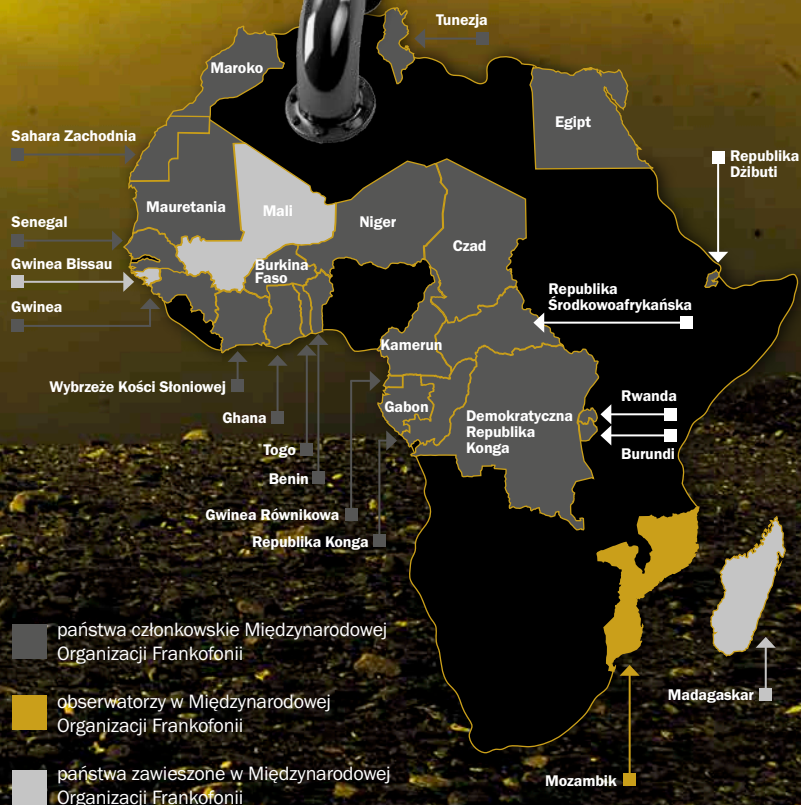 Tunezja
Maroko
Egipt
Sahara Zachodnia
Republika
Dżibuti
Mauretania
Mali
Niger
Senegal
Czad
Gwinea Bissau
Burkina
Faso
Gwinea
Republika
Środkowoafrykańska
Kamerun
Wybrzeże Kości Słoniowej
Gabon
Rwanda
Ghana
Demokratyczna
Republika
Konga
Togo
Burundi
Benin
Gwinea Równikowa
Republika Konga
państwa członkowskie Międzynarodowej
Organizacji Frankofonii
obserwatorzy w Międzynarodowej
Organizacji Frankofonii
Madagaskar
państwa zawieszone w Międzynarodowej
Organizacji Frankofonii
Mozambik